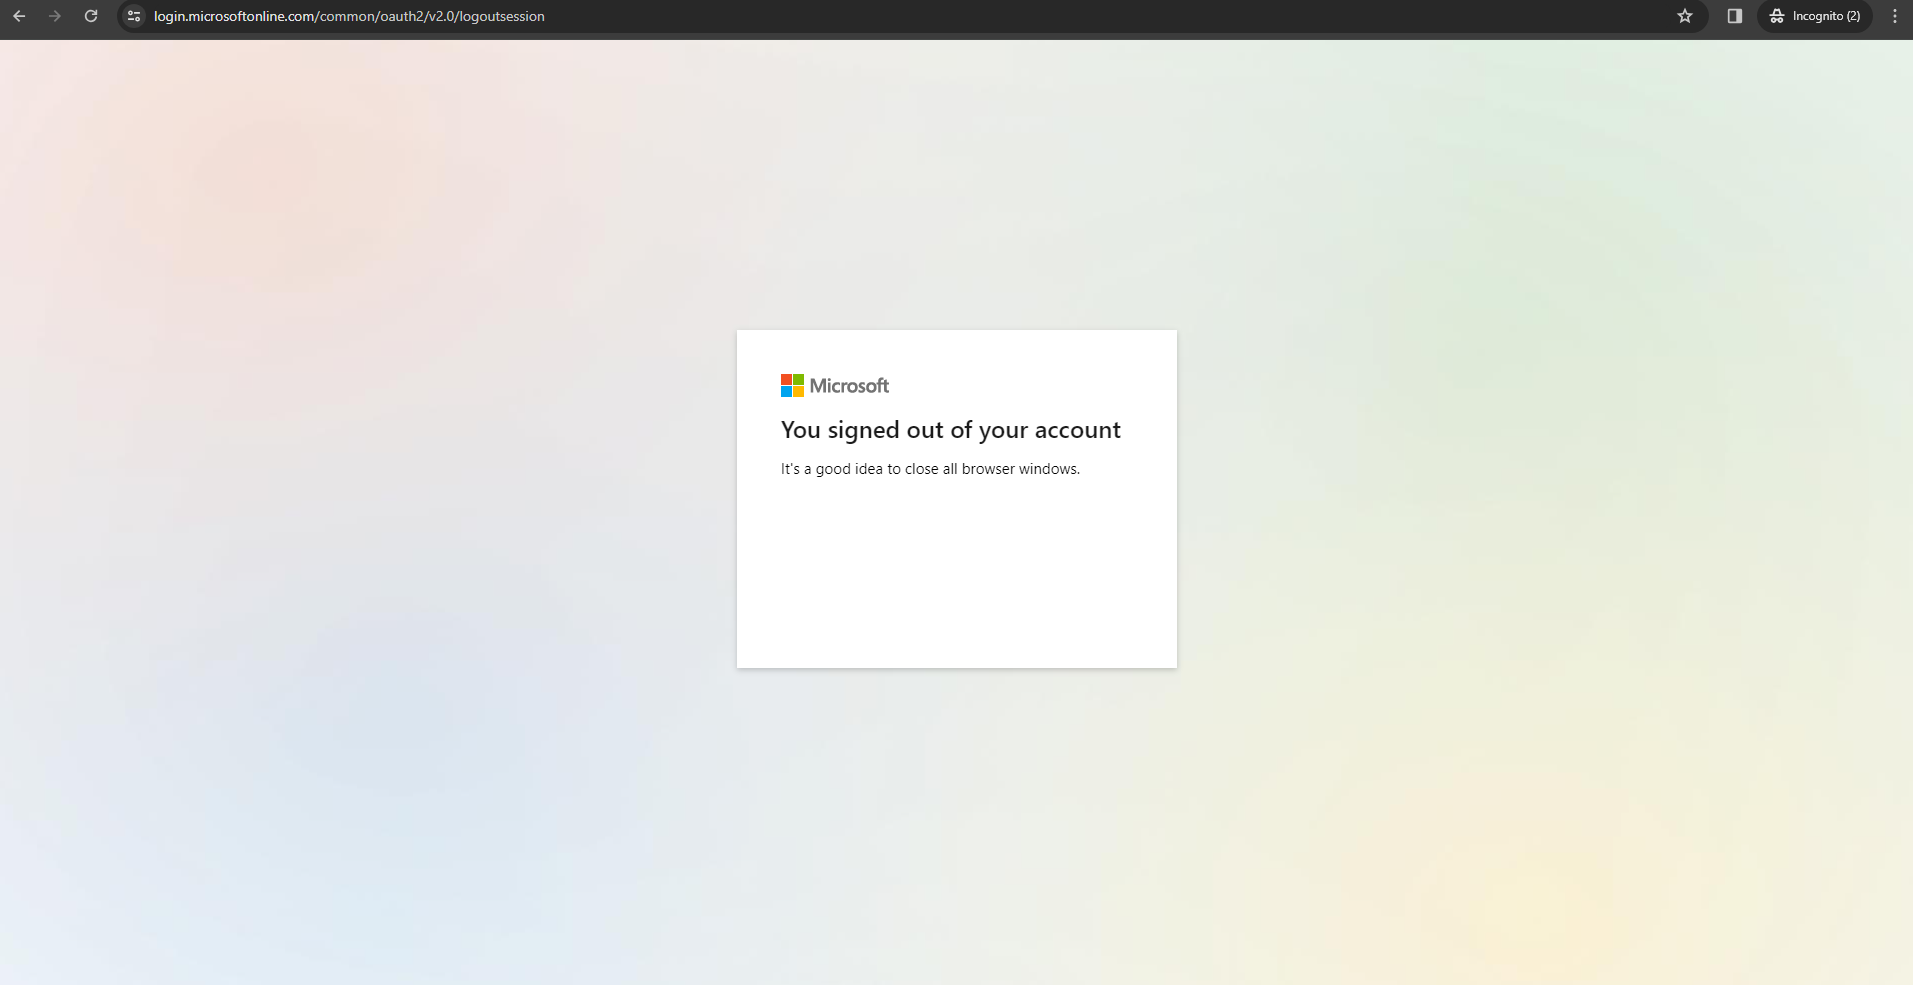 login.microsoftonline.com/common/oauth2/v2.0/logoutsession
Incognito (2)
Microsoft
You signed out of your account
It's a good idea to close all browser windows.